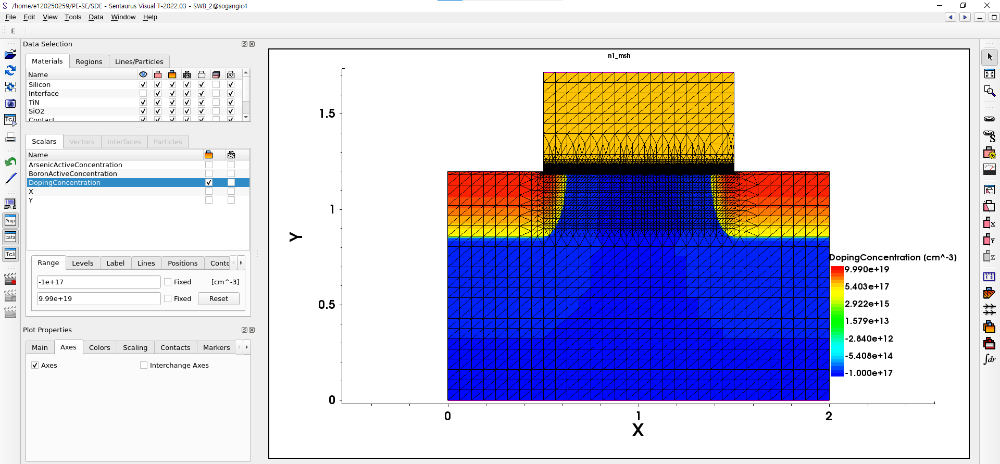 /home/e120250259/PE-SE/SDE - Sentaurus Visual T-2022.03 - SWB_2@sogangic4
File Edit View Tools Data Window Help
E
Data Selection
Materials Regions Lines/Particles
Name
Silicon
Interface
TiN
SiO2
Contact
Scalars Vectors Interfaces Particles
Name
ArsenicActiveConcentration
BoronActiveConcentration
DopingConcentration
X
Y
Range Levels Label Lines Positions Conto
-1e+17 Fixed [cm^-3]
9.99e+19 Fixed Reset
Plot Properties
Main Axes Colors Scaling Contacts Markers
Axes Interchange Axes
Tcl
Prop
Data
Tcl
n1_msh
1.5
1
0.5
0
Y
0 1 2
X
DopingConcentration (cm^-3)
9.990e+19
5.403e+17
2.922e+15
1.579e+13
-2.840e+12
-5.408e+14
-1.000e+17
S
X
Y
Z
1 2
∫dr